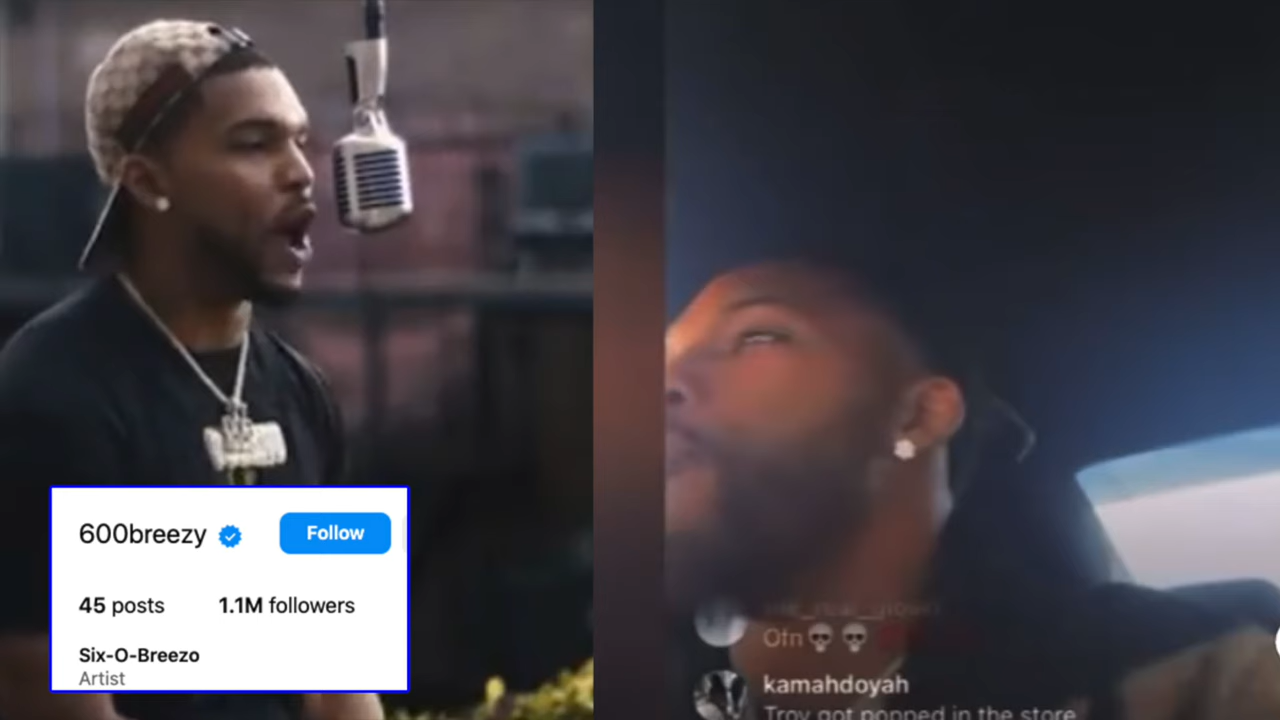 600breezy
Follow
45 posts
1.1M followers
Six-O-Breezo
Artist
Ofn💀💀
kamahdoyah
Troy got popped in the store